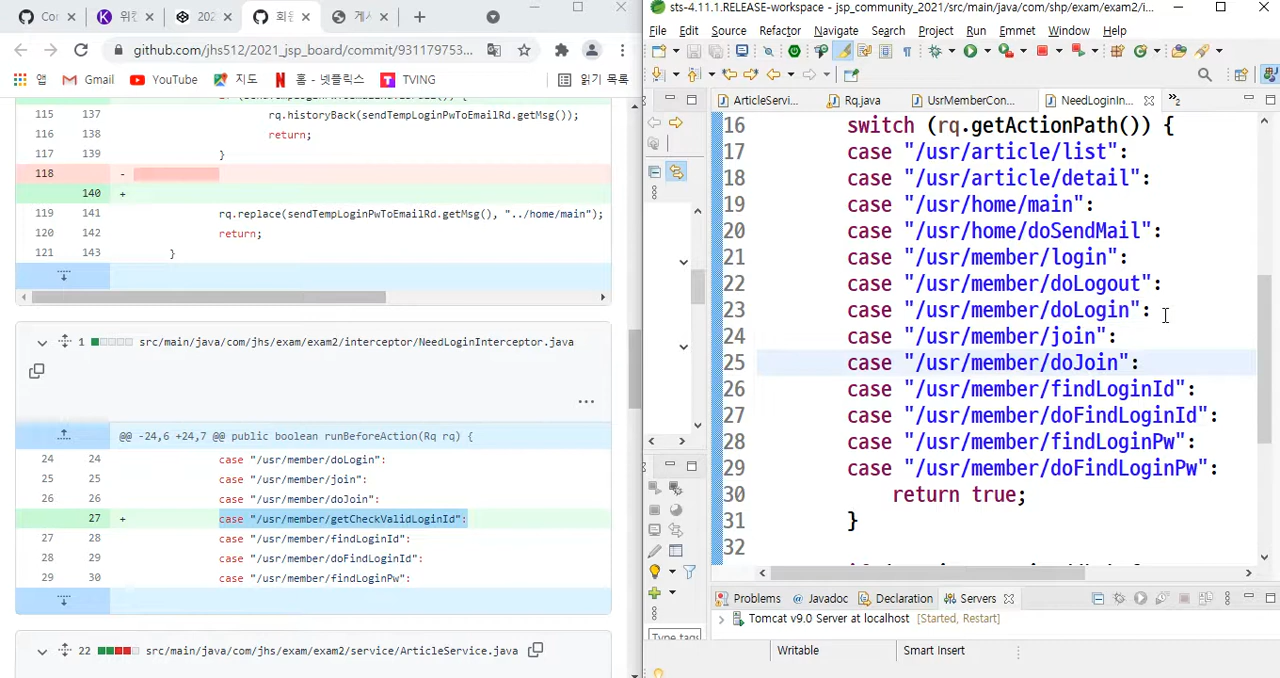 Cor
위킷
202
회원
게시
github.com/jhs512/2021_jsp_board/commit/931179753...
앱
Gmail
YouTube
지도
홈 - 넷플릭스
TVING
읽기 목록
115 137 rq.historyBack(sendTempLoginPwToEmailRd.getMsg());
116 138 return;
117 139 }
118 -
140 +
119 141 rq.replace(sendTempLoginPwToEmailRd.getMsg(), "../home/main");
120 142 return;
121 143 }
1 src/main/java/com/jhs/exam/exam2/interceptor/NeedLoginInterceptor.java
@@ -24,6 +24,7 @@ public boolean runBeforeAction(Rq rq) {
24 24 case "/usr/member/doLogin":
25 25 case "/usr/member/join":
26 26 case "/usr/member/doJoin":
27 + case "/usr/member/getCheckValidLoginId":
27 28 case "/usr/member/findLoginId":
28 29 case "/usr/member/doFindLoginId":
29 30 case "/usr/member/findLoginPw":
22 src/main/java/com/jhs/exam/exam2/service/ArticleService.java
sts-4.11.1.RELEASE-workspace - jsp_community_2021/src/main/java/com/shp/exam/exam2/i...
File Edit Source Refactor Navigate Search Project Run Emmet Window Help
ArticleServi... Rq.java UsrMemberCon... NeedLoginIn...
16 switch (rq.getActionPath()) {
17 case "/usr/article/list":
18 case "/usr/article/detail":
19 case "/usr/home/main":
20 case "/usr/home/doSendMail":
21 case "/usr/member/login":
22 case "/usr/member/doLogout":
23 case "/usr/member/doLogin":
24 case "/usr/member/join":
25 case "/usr/member/doJoin":
26 case "/usr/member/findLoginId":
27 case "/usr/member/doFindLoginId":
28 case "/usr/member/findLoginPw":
29 case "/usr/member/doFindLoginPw":
30 return true;
31 }
32
Problems Javadoc Declaration Servers
Tomcat v9.0 Server at localhost [Started, Restart]
Type tags
Writable Smart Insert